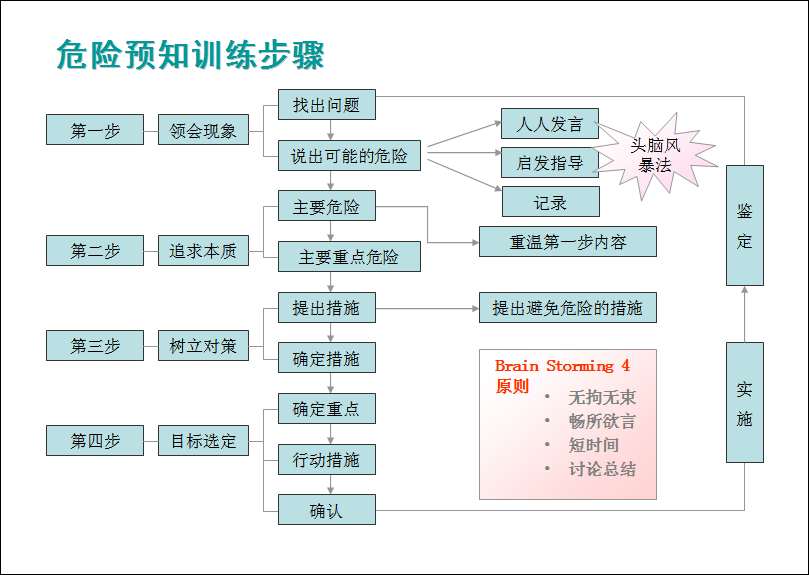 危险预知训练步骤
找出问题
第一步
领会现象
说出可能的危险
人人发言
启发指导
记录
头脑风
暴法
主要危险
第二步
追求本质
主要重点危险
重温第一步内容
提出措施
提出避免危险的措施
第三步
树立对策
确定措施
确定重点
第四步
目标选定
行动措施
确认
Brain Storming 4
原则
• 无拘无束
• 畅所欲言
• 短时间
• 讨论总结
鉴
定
实
施